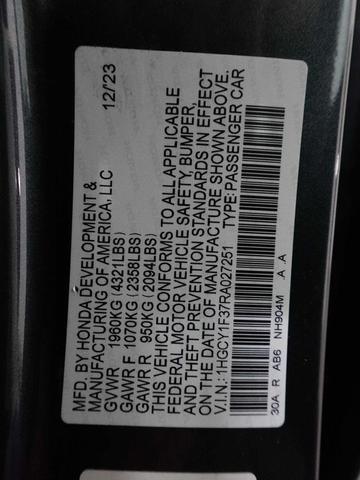 MFD. BY HONDA DEVELOPMENT & 12/23
MANUFACTURING OF AMERICA, LLC
GVWR 1960KG (4321LBS)
GAWR F 1070KG (2358LBS)
GAWR R 950KG (2094LBS)
THIS VEHICLE CONFORMS TO ALL APPLICABLE
FEDERAL MOTOR VEHICLE SAFETY, BUMPER,
AND THEFT PREVENTION STANDARDS IN EFFECT
ON THE DATE OF MANUFACTURE SHOWN ABOVE.
V.I.N.:1HGCY1F37RA027251 TYPE:PASSENGER CAR
30A R AB6 NH904M A .A